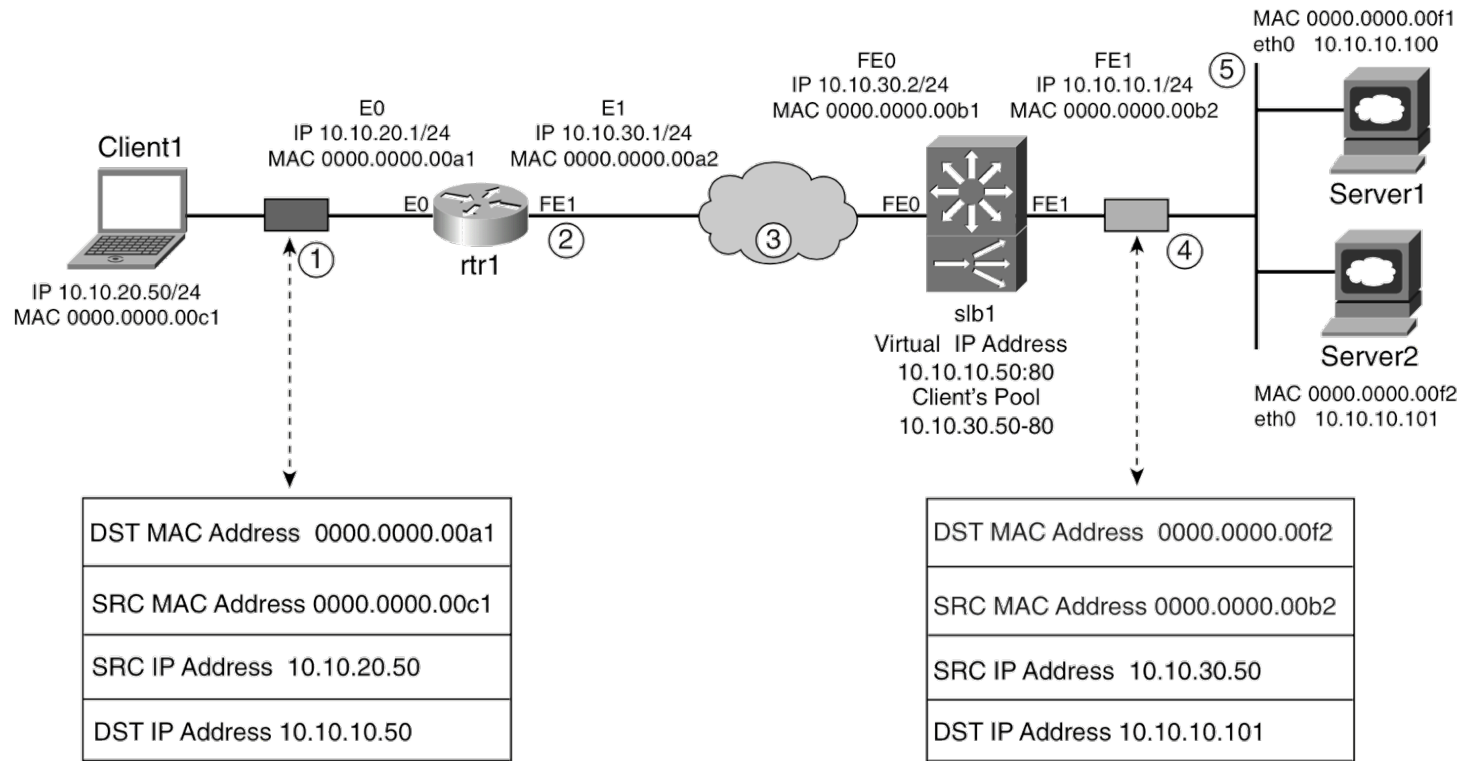 MAC 0000.0000.00f1
eth0 10.10.10.100
FE0
IP 10.10.30.2/24
MAC 0000.0000.00b1
FE1
IP 10.10.10.1/24
MAC 0000.0000.00b2
5
E0
IP 10.10.20.1/24
MAC 0000.0000.00a1
E1
IP 10.10.30.1/24
MAC 0000.0000.00a2
Client1
Server1
E0
FE1
FE0
FE1
1
2
3
4
rtr1
IP 10.10.20.50/24
MAC 0000.0000.00c1
slb1
Virtual IP Address
10.10.10.50:80
Client's Pool
10.10.30.50-80
Server2
MAC 0000.0000.00f2
eth0 10.10.10.101
DST MAC Address 0000.0000.00a1
SRC MAC Address 0000.0000.00c1
SRC IP Address 10.10.20.50
DST IP Address 10.10.10.50
DST MAC Address 0000.0000.00f2
SRC MAC Address 0000.0000.00b2
SRC IP Address 10.10.30.50
DST IP Address 10.10.10.101